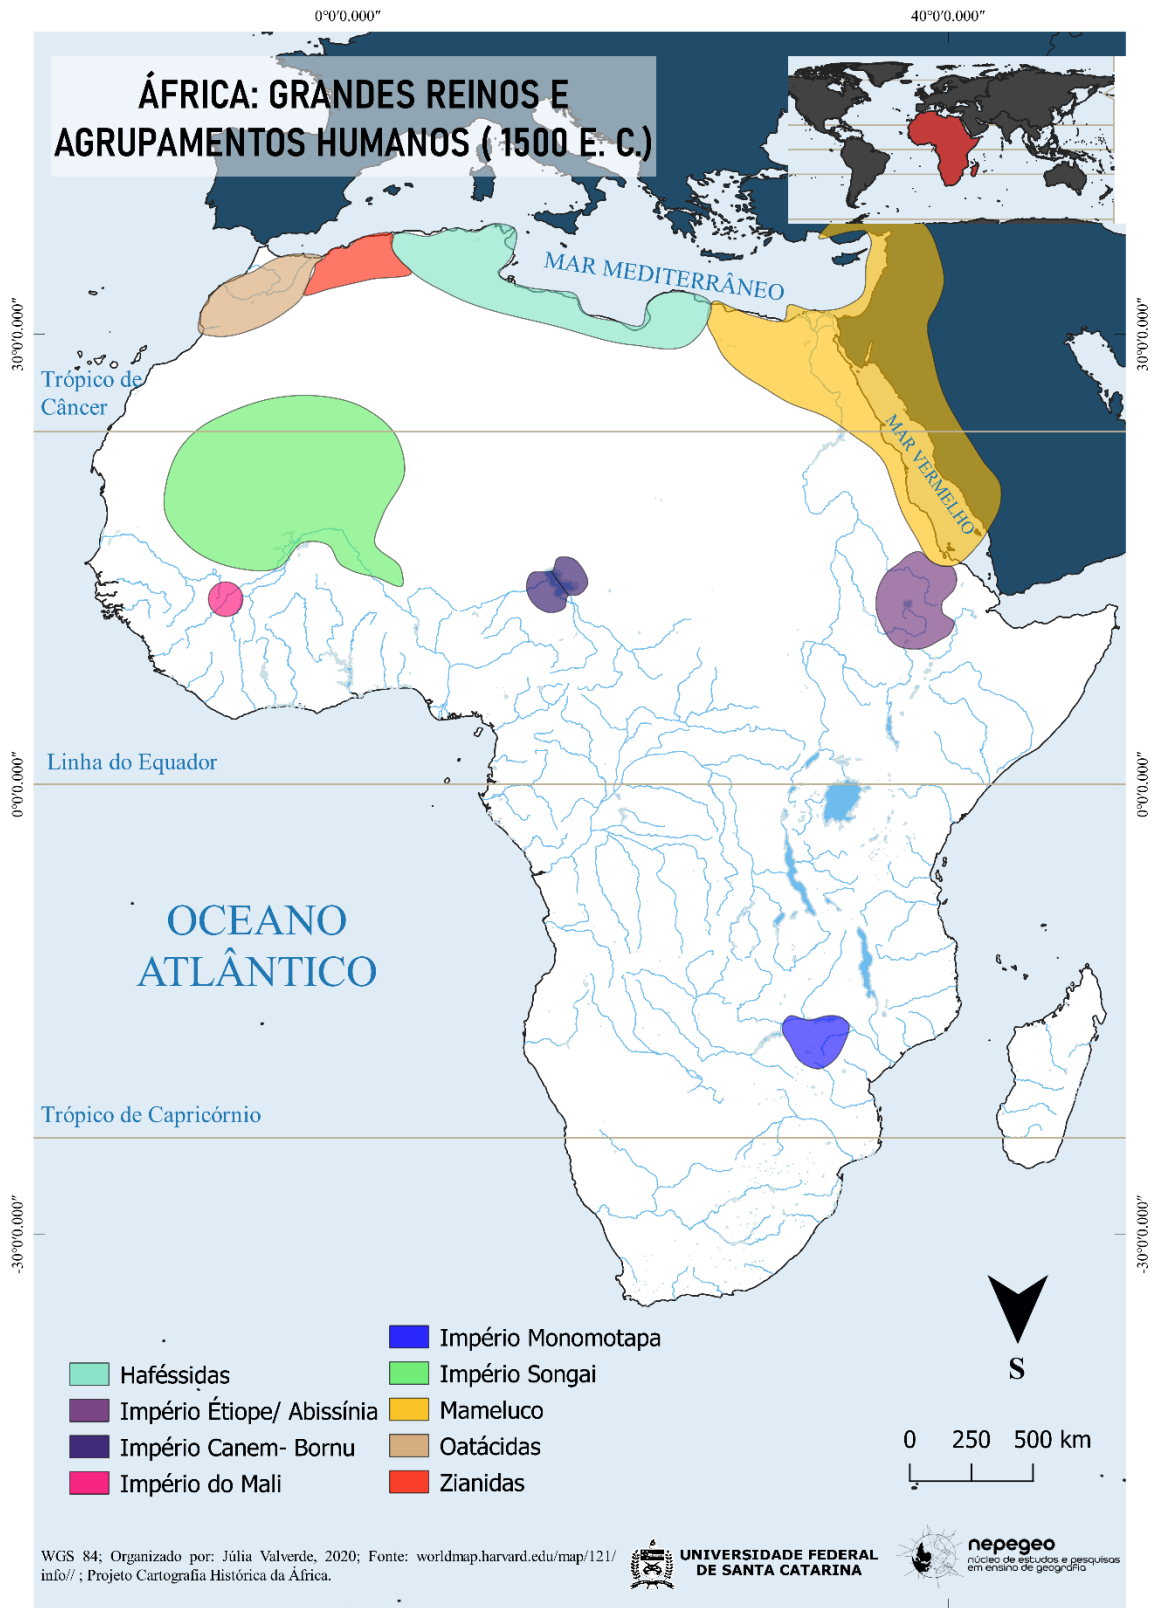 0°0'0.000"
40°0'0.000"
ÁFRICA: GRANDES REINOS E
AGRUPAMENTOS HUMANOS ( 1500 E. C.)
MAR MEDITERRÂNEO
30°0'0.000"
30°0'0.000"
Trópico de
Câncer
MAR VERMELHO
Linha do Equador
0°0'0.000"
0°0'0.000"
OCEANO
ATLÂNTICO
Trópico de Capricórnio
-30°0'0.000"
-30°0'0.000"
S
Haféssidas
Império Étiope/ Abissínia
Império Canem- Bornu
Império do Mali
Império Monomotapa
Império Songai
Mameluco
Oatácidas
Zianidas
0 250 500 km
WGS 84; Organizado por: Júlia Valverde, 2020; Fonte: worldmap.harvard.edu/map/121/
info// ; Projeto Cartografia Histórica da África.
UNIVERSIDADE FEDERAL
DE SANTA CATARINA
nepegeo
núcleo de estudos e pesquisas
em ensino de geografia